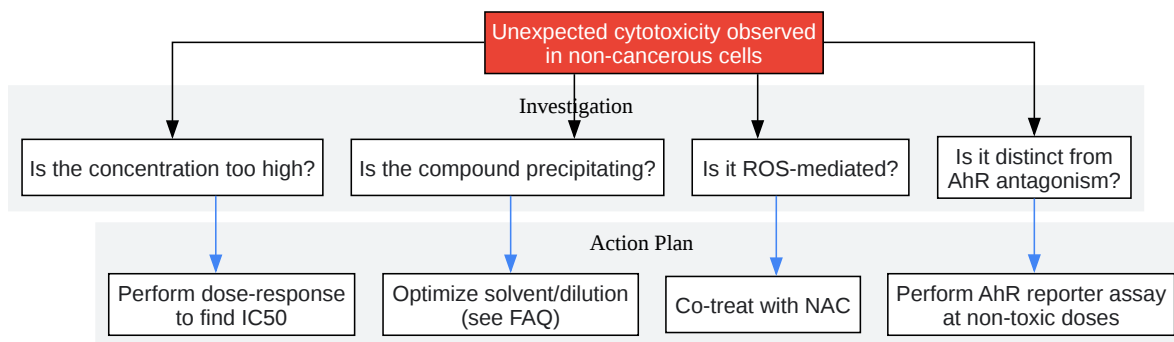 Unexpected cytotoxicity observed
in non-cancerous cells
Investigation
Is the concentration too high?
Is the compound precipitating?
Is it ROS-mediated?
Is it distinct from
AhR antagonism?
Action Plan
Perform dose-response
to find IC50
Optimize solvent/dilution
(see FAQ)
Co-treat with NAC
Perform AhR reporter assay
at non-toxic doses